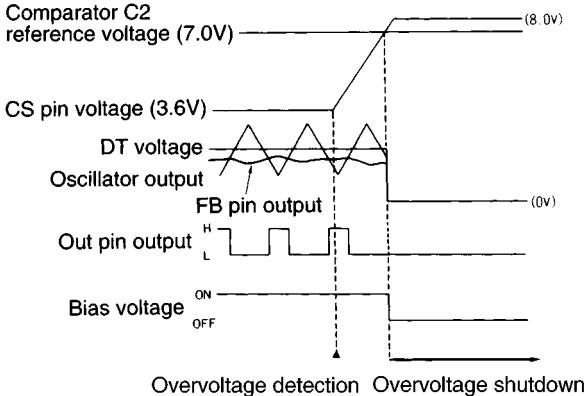 Comparator C2
reference voltage (7.0V)
(8.0V)
CS pin voltage (3.6V)
DT voltage
Oscillator output
FB pin output
(0V)
Out pin output
H
L
Bias voltage
ON
OFF
Overvoltage detection
Overvoltage shutdown